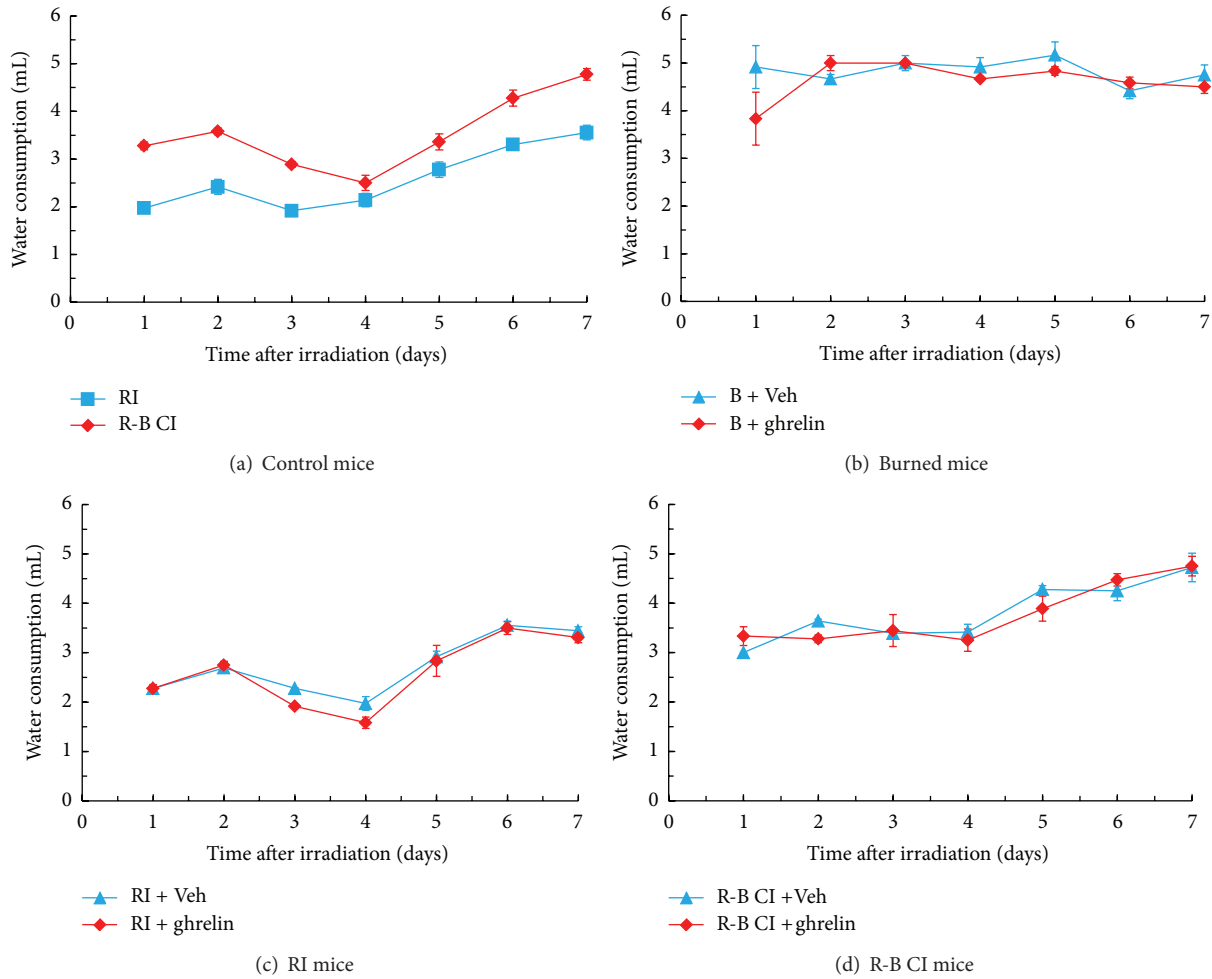 6
5
4
3
2
1
0
Water consumption (mL)
0 1 2 3 4 5 6 7
Time after irradiation (days)
RI
R-B CI
(a) Control mice
6
5
4
3
2
1
0
Water consumption (mL)
0 1 2 3 4 5 6 7
Time after irradiation (days)
B + Veh
B + ghrelin
(b) Burned mice
6
5
4
3
2
1
0
Water consumption (mL)
0 1 2 3 4 5 6 7
Time after irradiation (days)
RI + Veh
RI + ghrelin
(c) RI mice
6
5
4
3
2
1
0
Water consumption (mL)
0 1 2 3 4 5 6 7
Time after irradiation (days)
R-B CI +Veh
R-B CI +ghrelin
(d) R-B CI mice